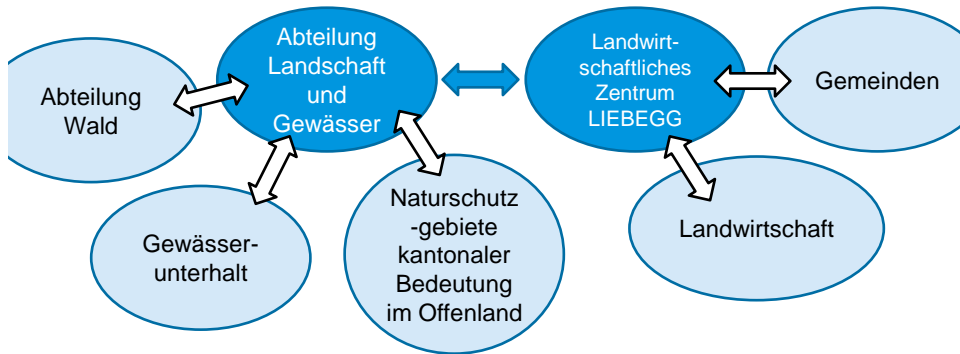 Abteilung
Wald
Abteilung
Landschaft
und
Gewässer
Landwirt-
schaftliches
Zentrum
LIEBEGG
Gemeinden
Gewässer-
unterhalt
Naturschutz
-gebiete
kantonaler
Bedeutung
im Offenland
Landwirtschaft